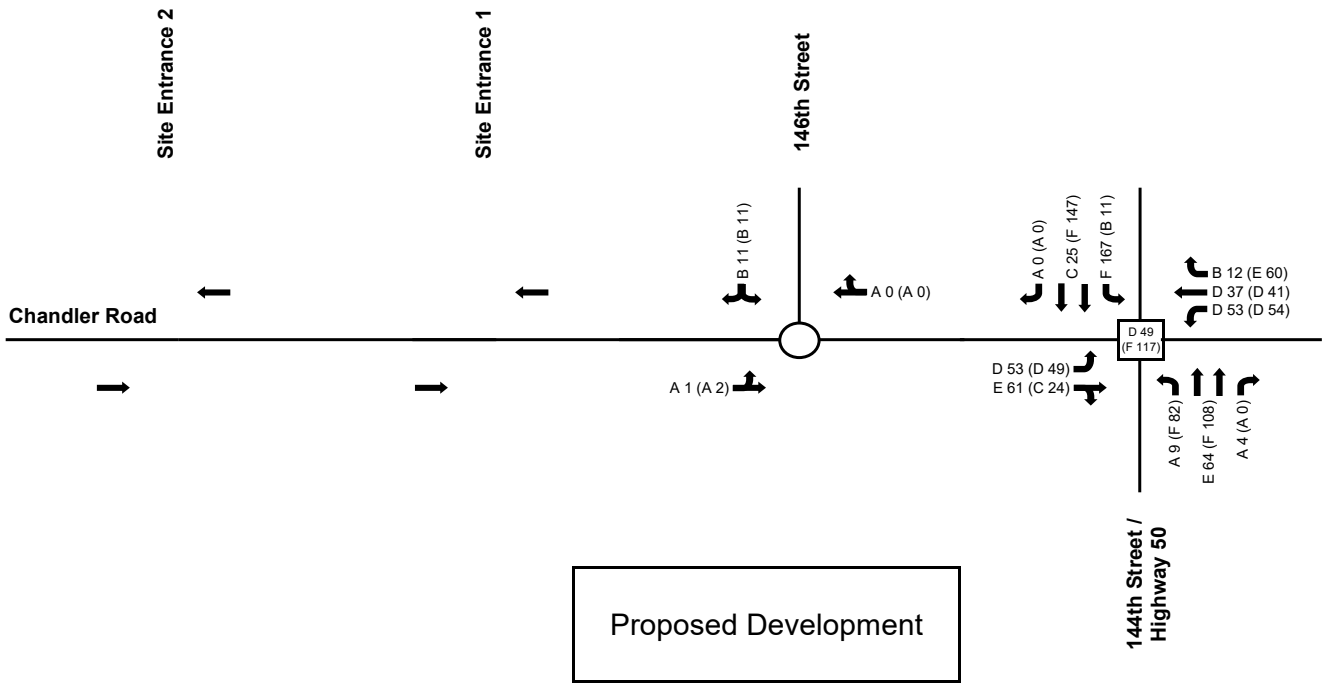 Site Entrance 2
Site Entrance 1
146th Street
B 11 (B 11)
A 0 (A 0)
C 25 (F 147)
F 167 (B 11)
A 0 (A 0)
B 12 (E 60)
D 37 (D 41)
D 53 (D 54)
Chandler Road
D 49
(F 117)
A 1 (A 2)
D 53 (D 49)
E 61 (C 24)
A 9 (F 82)
E 64 (F 108)
A 4 (A 0)
144th Street /
Highway 50
Proposed Development